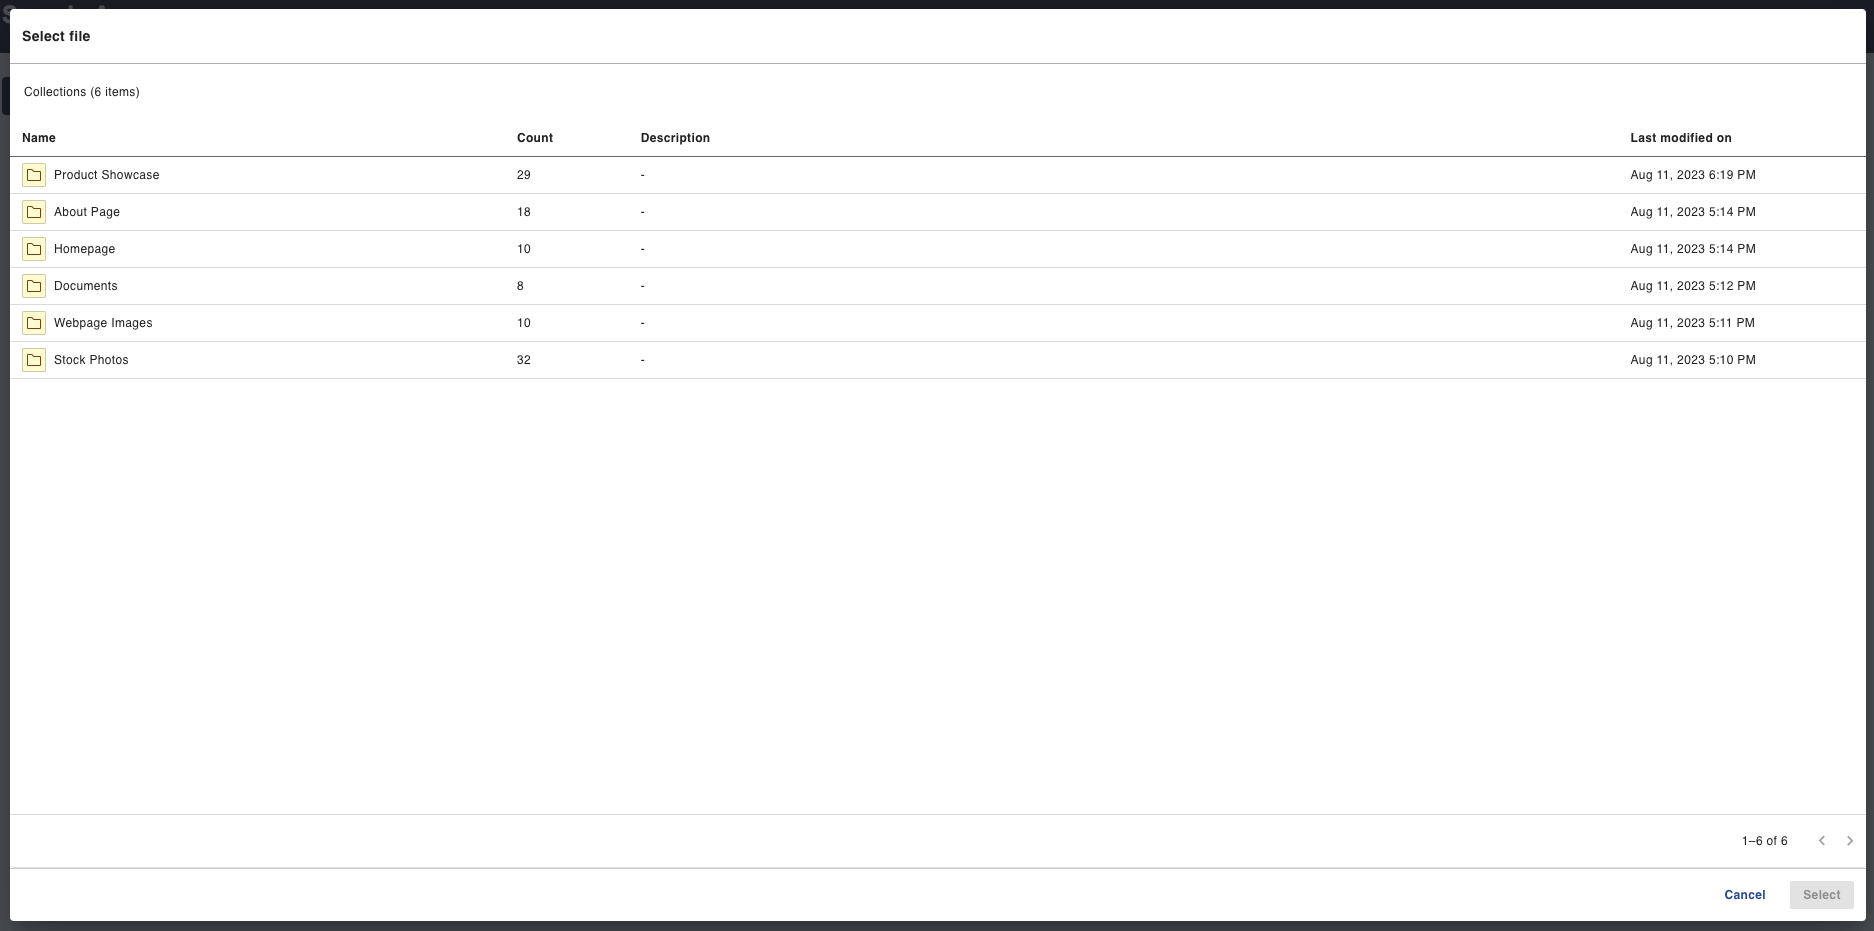 Select file
Collections (6 items)
Name Count Description Last modified on
Product Showcase 29 - Aug 11, 2023 6:19 PM
About Page 18 - Aug 11, 2023 5:14 PM
Homepage 10 - Aug 11, 2023 5:14 PM
Documents 8 - Aug 11, 2023 5:12 PM
Webpage Images 10 - Aug 11, 2023 5:11 PM
Stock Photos 32 - Aug 11, 2023 5:10 PM
1–6 of 6
Cancel Select